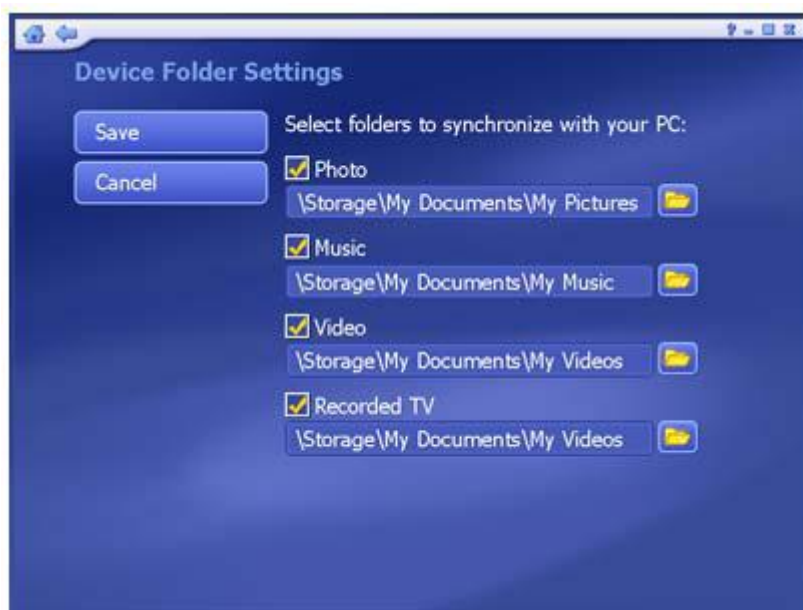 Device Folder Settings
Save
Cancel
Select folders to synchronize with your PC:
Photo
\Storage\My Documents\My Pictures
Music
\Storage\My Documents\My Music
Video
\Storage\My Documents\My Videos
Recorded TV
\Storage\My Documents\My Videos